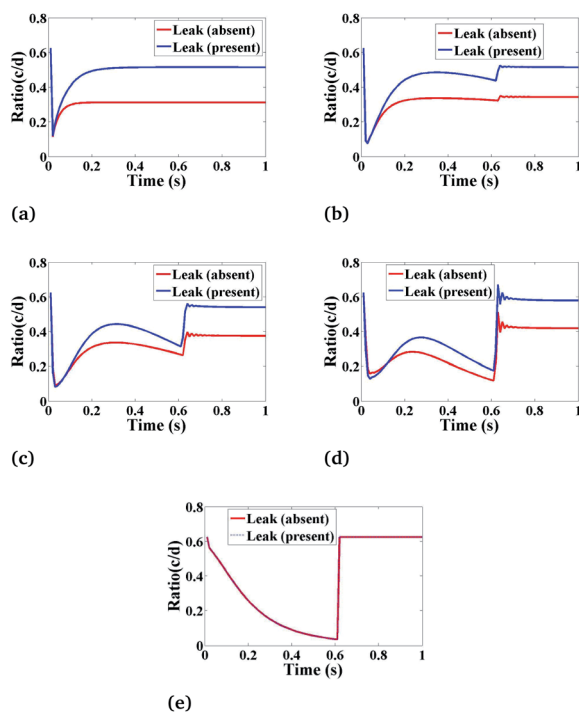 0.8
0.6
0.4
0.2
0
Ratio(c/d)
Leak (absent)
Leak (present)
0 0.2 0.4 0.6 0.8 1
Time (s)
(a)
0.8
0.6
0.4
0.2
0
Ratio(c/d)
Leak (absent)
Leak (present)
0 0.2 0.4 0.6 0.8 1
Time (s)
(b)
0.8
0.6
0.4
0.2
0
Ratio(c/d)
Leak (absent)
Leak (present)
0 0.2 0.4 0.6 0.8 1
Time (s)
(c)
0.8
0.6
0.4
0.2
0
Ratio(c/d)
Leak (absent)
Leak (present)
0 0.2 0.4 0.6 0.8 1
Time (s)
(d)
0.8
0.6
0.4
0.2
0
Ratio(c/d)
Leak (absent)
Leak (present)
0 0.2 0.4 0.6 0.8 1
Time (s)
(e)